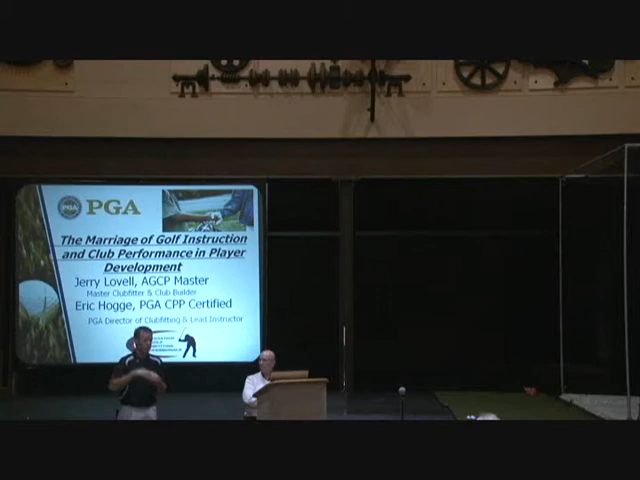 PGA
PGA
The Marriage of Golf Instruction
and Club Performance in Player
Development
Jerry Lovell, AGCP Master
Master Clubfitter & Club Builder
Eric Hogge, PGA CPP Certified
PGA Director of Clubfitting & Lead Instructor